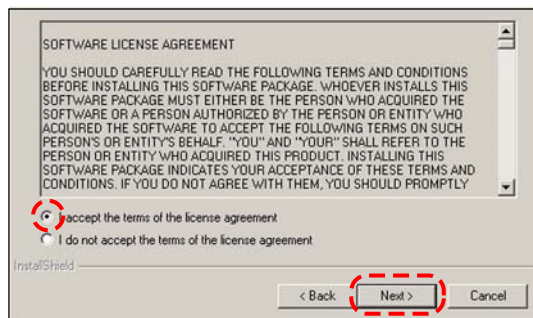 SOFTWARE LICENSE AGREEMENT
YOU SHOULD CAREFULLY READ THE FOLLOWING TERMS AND CONDITIONS
BEFORE INSTALLING THIS SOFTWARE PACKAGE. WHOEVER INSTALLS THIS
SOFTWARE PACKAGE MUST EITHER BE THE PERSON WHO ACQUIRED THE
SOFTWARE OR A PERSON AUTHORIZED BY THE PERSON OR ENTITY WHO
ACQUIRED THE SOFTWARE TO ACCEPT THE FOLLOWING TERMS ON SUCH
PERSON'S OR ENTITY'S BEHALF. "YOU" AND "YOUR" SHALL REFER TO THE
PERSON OR ENTITY WHO ACQUIRED THIS PRODUCT. INSTALLING THIS
SOFTWARE PACKAGE INDICATES YOUR ACCEPTANCE OF THESE TERMS AND
CONDITIONS. IF YOU DO NOT AGREE WITH THEM, YOU SHOULD PROMPTLY
I accept the terms of the license agreement
I do not accept the terms of the license agreement
InstallShield
< Back Next > Cancel